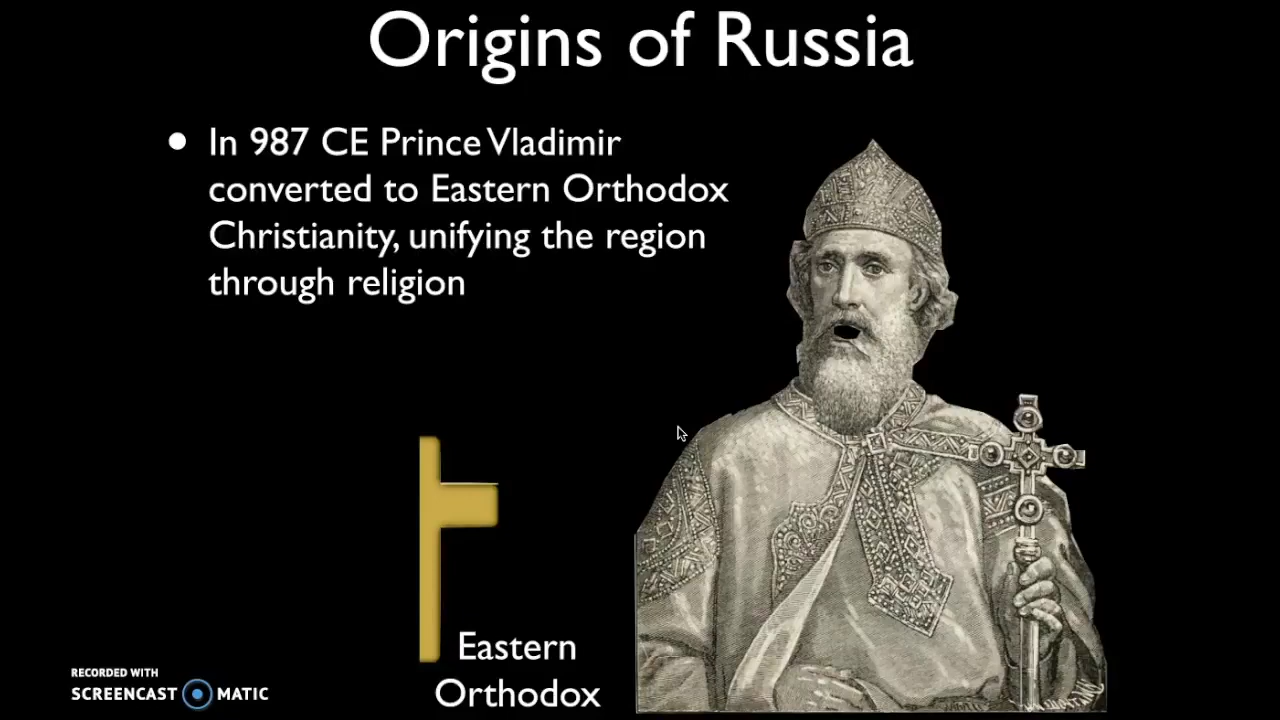 Origins of Russia
• In 987 CE Prince Vladimir
converted to Eastern Orthodox
Christianity, unifying the region
through religion
Eastern
Orthodox
RECORDED WITH
SCREENCAST MATIC